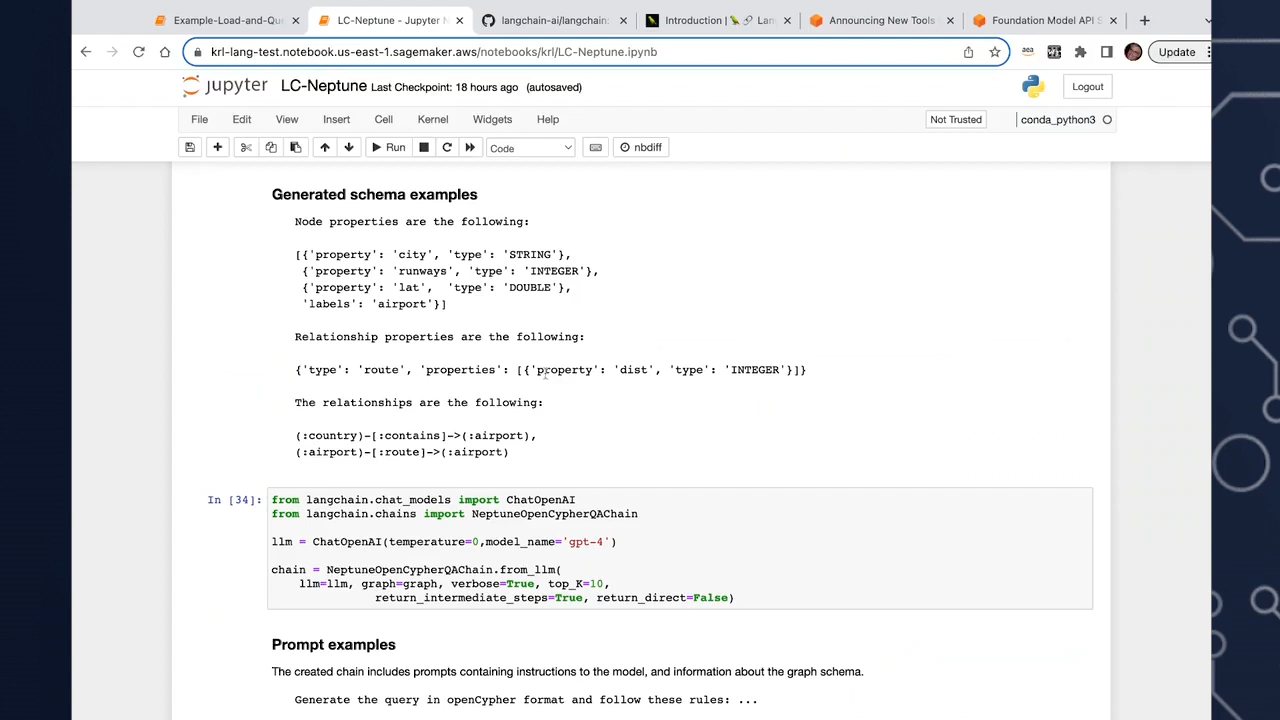 Example-Load-and-Que
LC-Neptune - Jupyter N
langchain-ai/langchain:
Introduction | 🦜️🔗 Lan
Announcing New Tools
Foundation Model API S
krl-lang-test.notebook.us-east-1.sagemaker.aws/notebooks/krl/LC-Neptune.ipynb
Update
jupyter LC-Neptune Last Checkpoint: 18 hours ago (autosaved)
Logout
File Edit View Insert Cell Kernel Widgets Help
Not Trusted
conda_python3
Run
Code
nbdiff
Generated schema examples
Node properties are the following:
[{'property': 'city', 'type': 'STRING'},
{'property': 'runways', 'type': 'INTEGER'},
{'property': 'lat', 'type': 'DOUBLE'},
'labels': 'airport'}]
Relationship properties are the following:
{'type': 'route', 'properties': [{'property': 'dist', 'type': 'INTEGER'}]}
The relationships are the following:
(:country)-[:contains]->(:airport),
(:airport)-[:route]->(:airport)
In [34]:
from langchain.chat_models import ChatOpenAI
from langchain.chains import NeptuneOpenCypherQAChain
llm = ChatOpenAI(temperature=0,model_name='gpt-4')
chain = NeptuneOpenCypherQAChain.from_llm(
llm=llm, graph=graph, verbose=True, top_K=10,
return_intermediate_steps=True, return_direct=False)
Prompt examples
The created chain includes prompts containing instructions to the model, and information about the graph schema.
Generate the query in openCypher format and follow these rules: ...